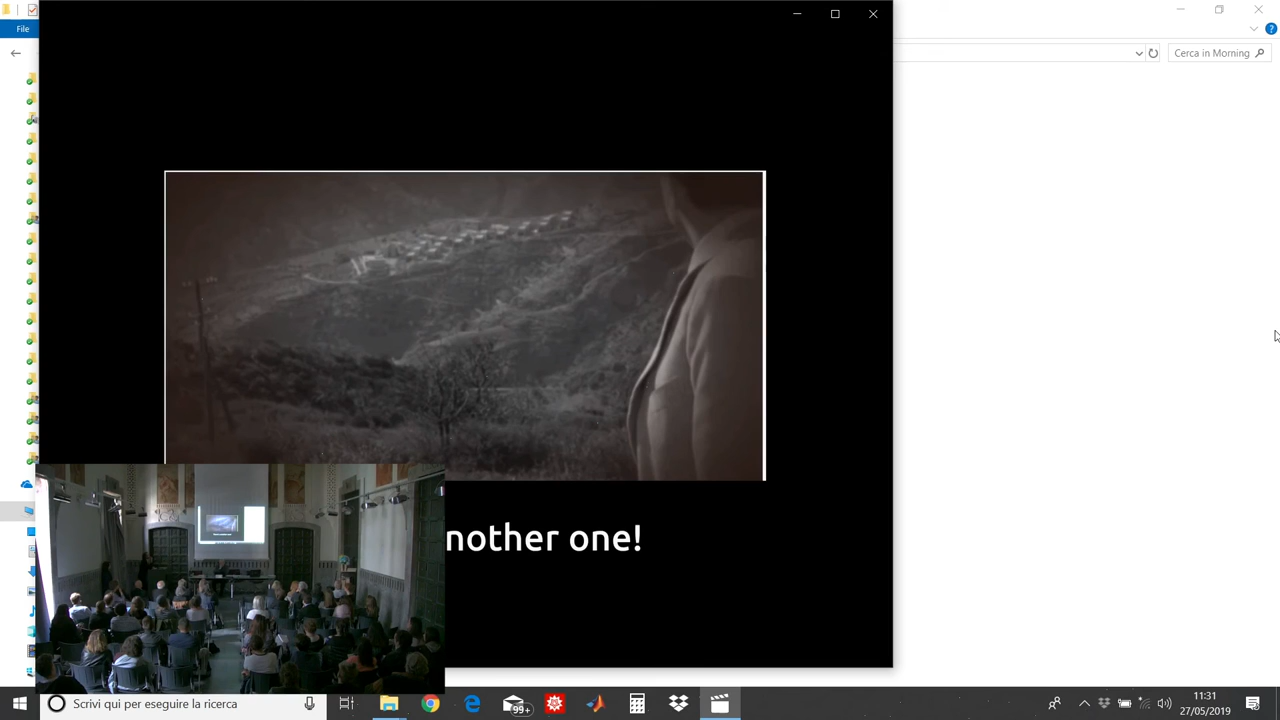 File
Cerca in Morning
nother one!
Scrivi qui per eseguire la ricerca
99+
11:31
27/05/2019